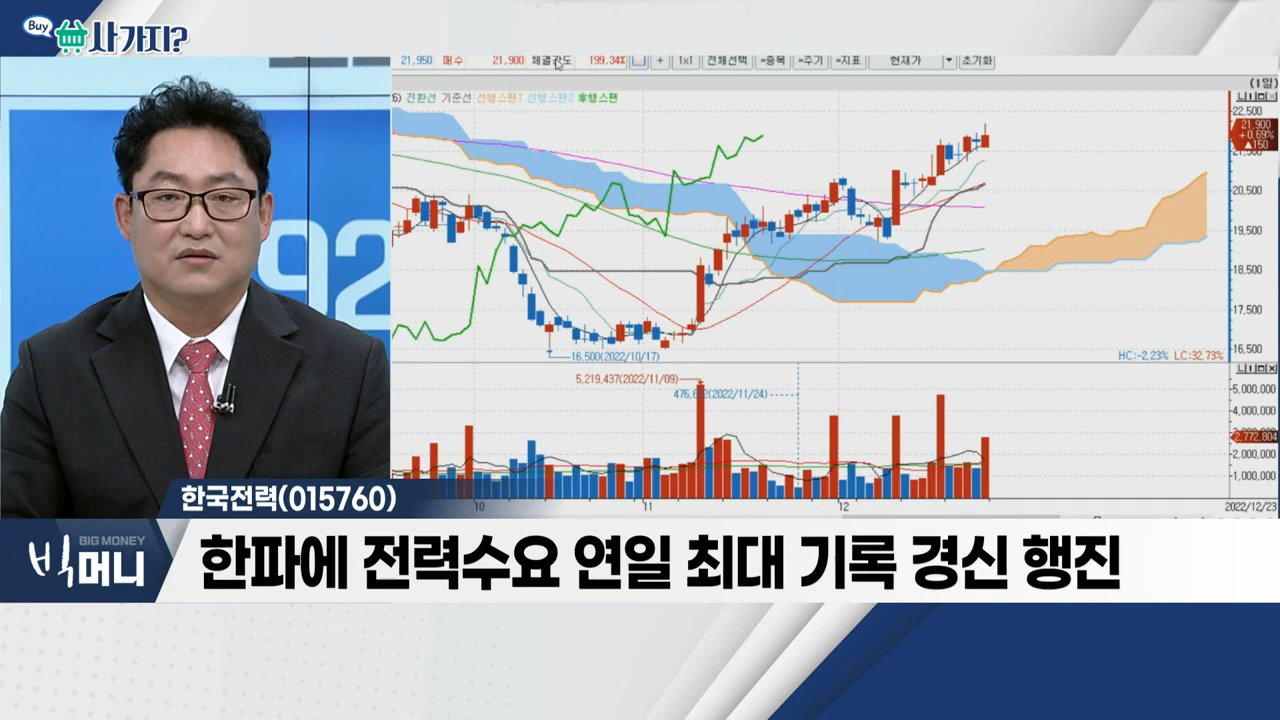 Buy 사가지?
21,950 매수 21,900 체결강도 199.34% + 1x1 전체선택 =종목 =주기 =지표 현재가 초기화
(1일)
전환선 기준선 선행스팬1 선행스팬2 후행스팬
22,500
21,900
+0.69%
▲150
21,500
20,500
19,500
18,500
17,500
16,500
16,500(2022/10/17)
HC:-2,23% LC:32,73%
5,219,437(2022/11/09)
(2022/11/24)
5,000,000
4,000,000
2,772,804
2,000,000
1,000,000
10 11 12 2022/12/23
92
한국전력(015760)
BIG MONEY
빅머니
한파에 전력수요 연일 최대 기록 경신 행진